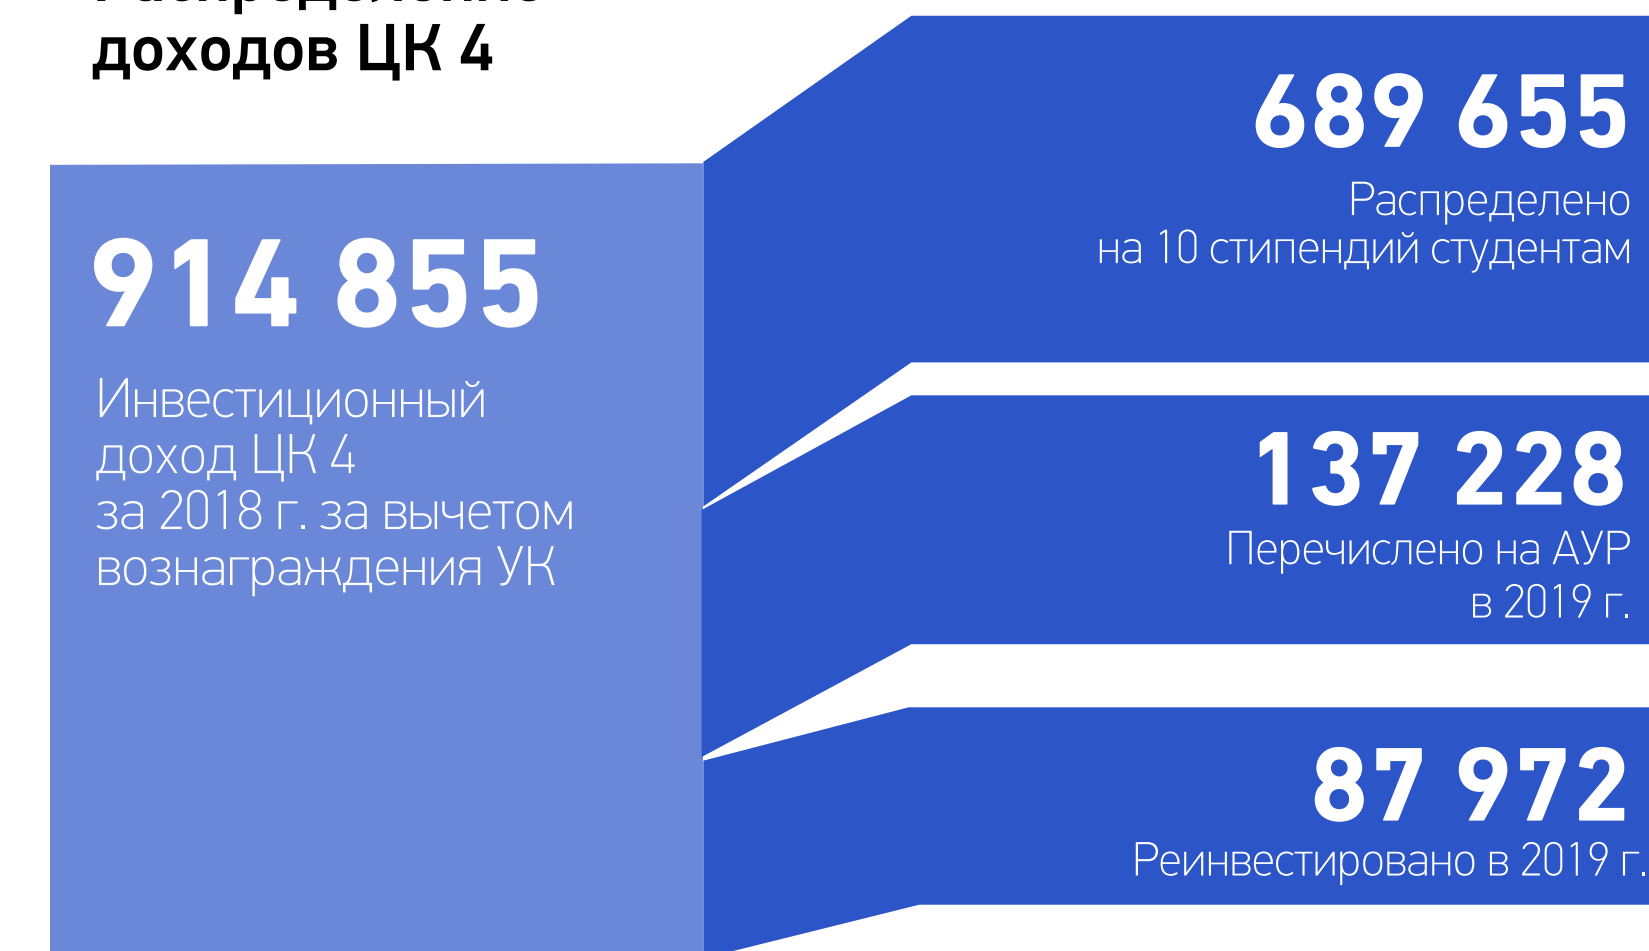 доходов ЦК 4
914 855
Инвестиционный
доход ЦК 4
за 2018 г. за вычетом
вознаграждения УК
689 655
Распределено
на 10 стипендий студентам
137 228
Перечислено на АУР
в 2019 г.
87 972
Реинвестировано в 2019 г.